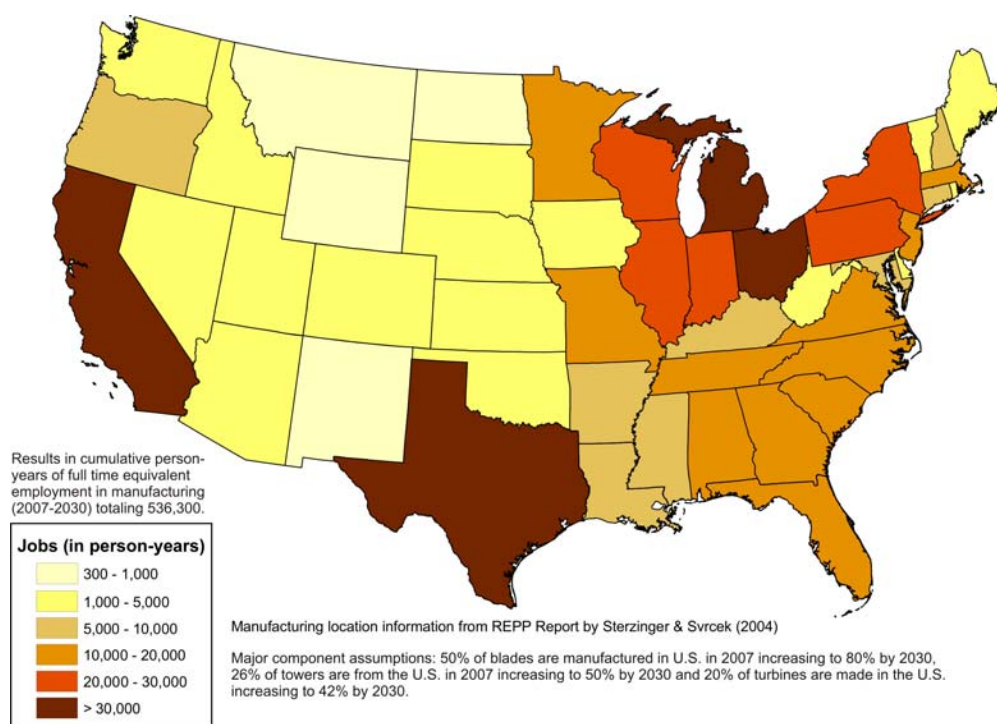 Results in cumulative person-
years of full time equivalent
employment in manufacturing
(2007-2030) totaling 536,300.
Jobs (in person-years)
300 - 1,000
1,000 - 5,000
5,000 - 10,000
10,000 - 20,000
20,000 - 30,000
> 30,000
Manufacturing location information from REPP Report by Sterzinger & Svrcek (2004)
Major component assumptions: 50% of blades are manufactured in U.S. in 2007 increasing to 80% by 2030,
26% of towers are from the U.S. in 2007 increasing to 50% by 2030 and 20% of turbines are made in the U.S.
increasing to 42% by 2030.